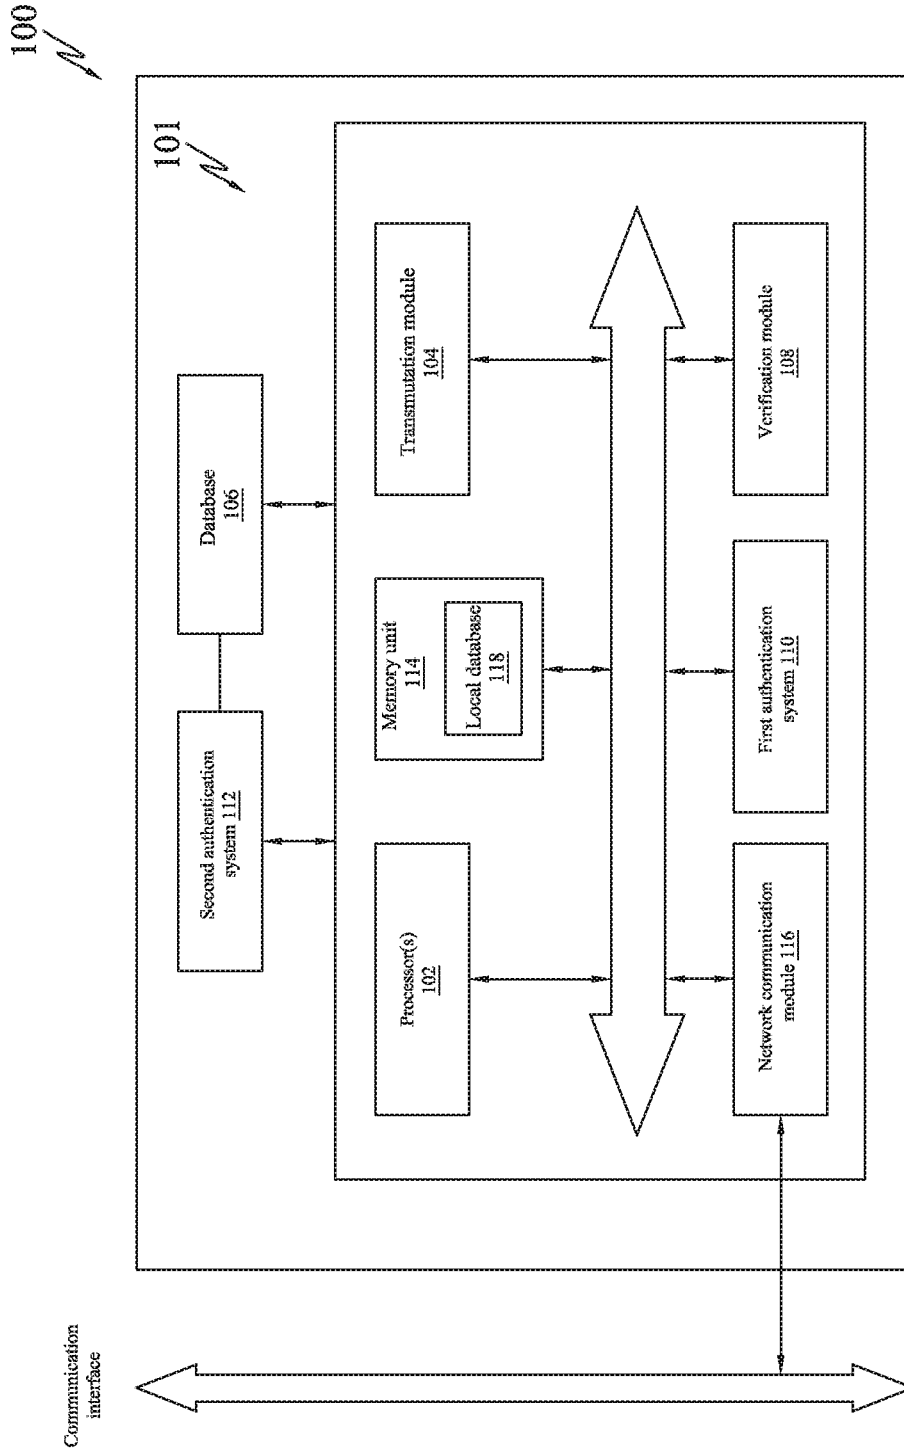 100
101
Second authentication
system 112
Database
106
Processor(s)
102
Memory unit
114
Local database
118
Transmutation module
104
Network communication
module 116
First authentication
system 110
Verification module
108
Communication
interface